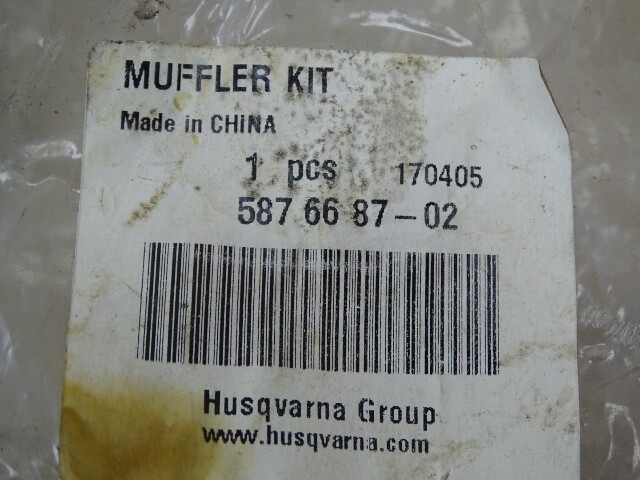 MUFFLER KIT
Made in CHINA
1 pcs 170405
587 66 87-02
Husqvarna Group
www.husqvarna.com